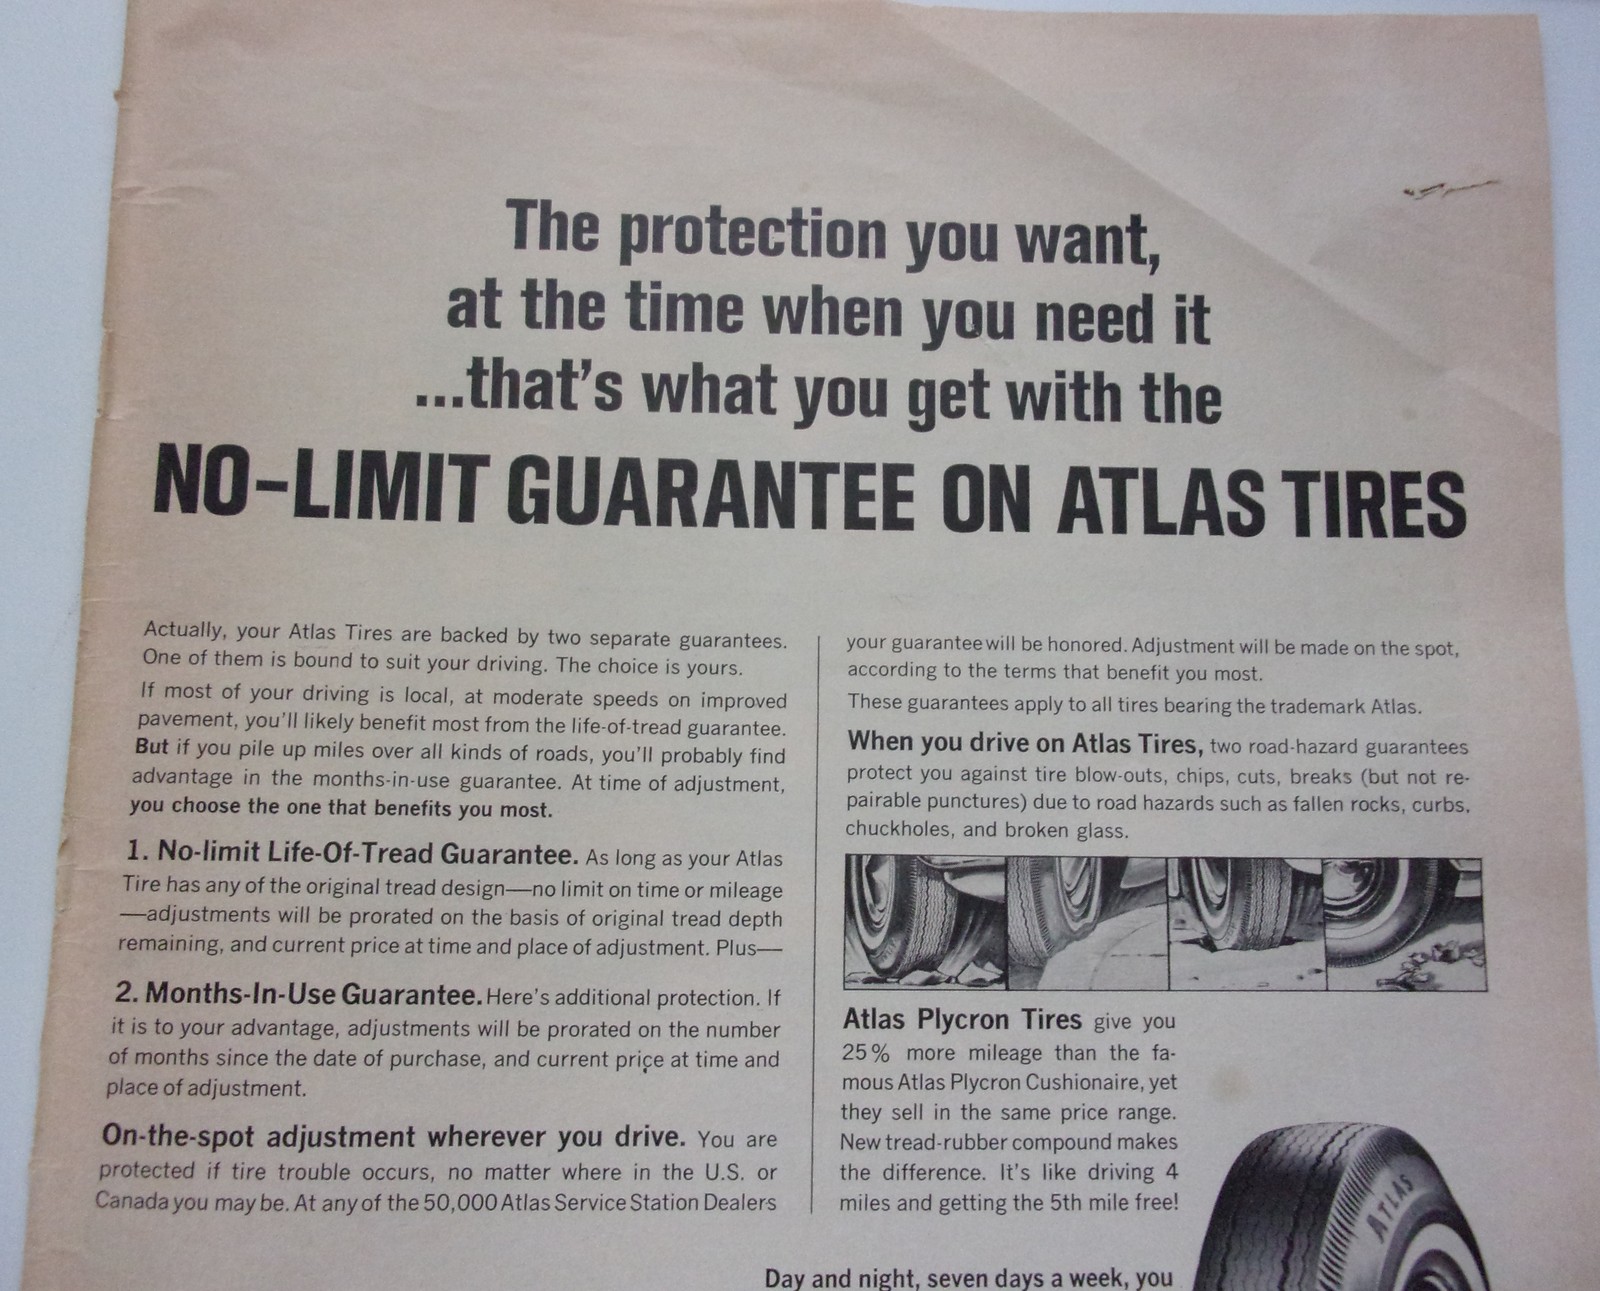 The protection you want,
at the time when you need it
...that's what you get with the
NO-LIMIT GUARANTEE ON ATLAS TIRES
Actually, your Atlas Tires are backed by two separate guarantees.
One of them is bound to suit your driving. The choice is yours.
If most of your driving is local, at moderate speeds on improved
pavement, you'll likely benefit most from the life-of-tread guarantee.
But if you pile up miles over all kinds of roads, you'll probably find
advantage in the months-in-use guarantee. At time of adjustment,
you choose the one that benefits you most.
1. No-limit Life-Of-Tread Guarantee. As long as your Atlas
Tire has any of the original tread design—no limit on time or mileage
—adjustments will be prorated on the basis of original tread depth
remaining, and current price at time and place of adjustment. Plus—
2. Months-In-Use Guarantee. Here's additional protection. If
it is to your advantage, adjustments will be prorated on the number
of months since the date of purchase, and current price at time and
place of adjustment.
On-the-spot adjustment wherever you drive. You are
protected if tire trouble occurs, no matter where in the U.S. or
Canada you may be. At any of the 50,000 Atlas Service Station Dealers
your guarantee will be honored. Adjustment will be made on the spot,
according to the terms that benefit you most.
These guarantees apply to all tires bearing the trademark Atlas.
When you drive on Atlas Tires, two road-hazard guarantees
protect you against tire blow-outs, chips, cuts, breaks (but not re-
pairable punctures) due to road hazards such as fallen rocks, curbs,
chuckholes, and broken glass.
Atlas Plycron Tires give you
25% more mileage than the fa-
mous Atlas Plycron Cushionaire, yet
they sell in the same price range.
New tread-rubber compound makes
the difference. It's like driving 4
miles and getting the 5th mile free!
ATLAS
Day and night, seven days a week, you